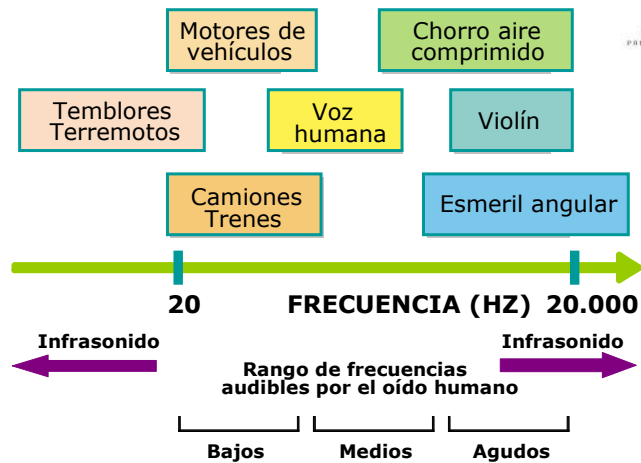 Motores de
vehículos
Chorro aire
comprimido
Temblores
Terremotos
Voz
humana
Violín
Camiones
Trenes
Esmeril angular
20
FRECUENCIA (HZ)
20.000
Infrasonido
Infrasonido
Rango de frecuencias
audibles por el oído humano
Bajos
Medios
Agudos